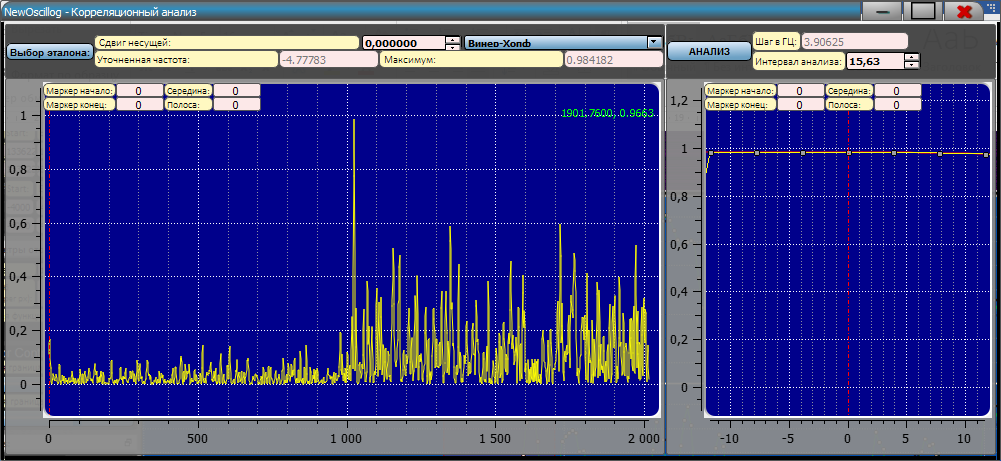 NewOscillog - Корреляционный анализ
Выбор эталона:
Сдвиг несущей: 0,000000 Винер-Хопф
Уточненная частота: -4.77783 Максимум: 0.984182
АНАЛИЗ
Шаг в ГЦ: 3.90625
Интервал анализа: 15,63
Маркер начало: 0 Середина: 0
Маркер конец: 0 Полоса: 0
1901.7600, 0.9663
1
0,8
0,6
0,4
0,2
0
0 500 1 000 1 500 2 000
Маркер начало: 0 Середина: 0
Маркер конец: 0 Полоса: 0
1,2
1
0,8
0,6
0,4
0,2
0
-10 -5 0 5 10